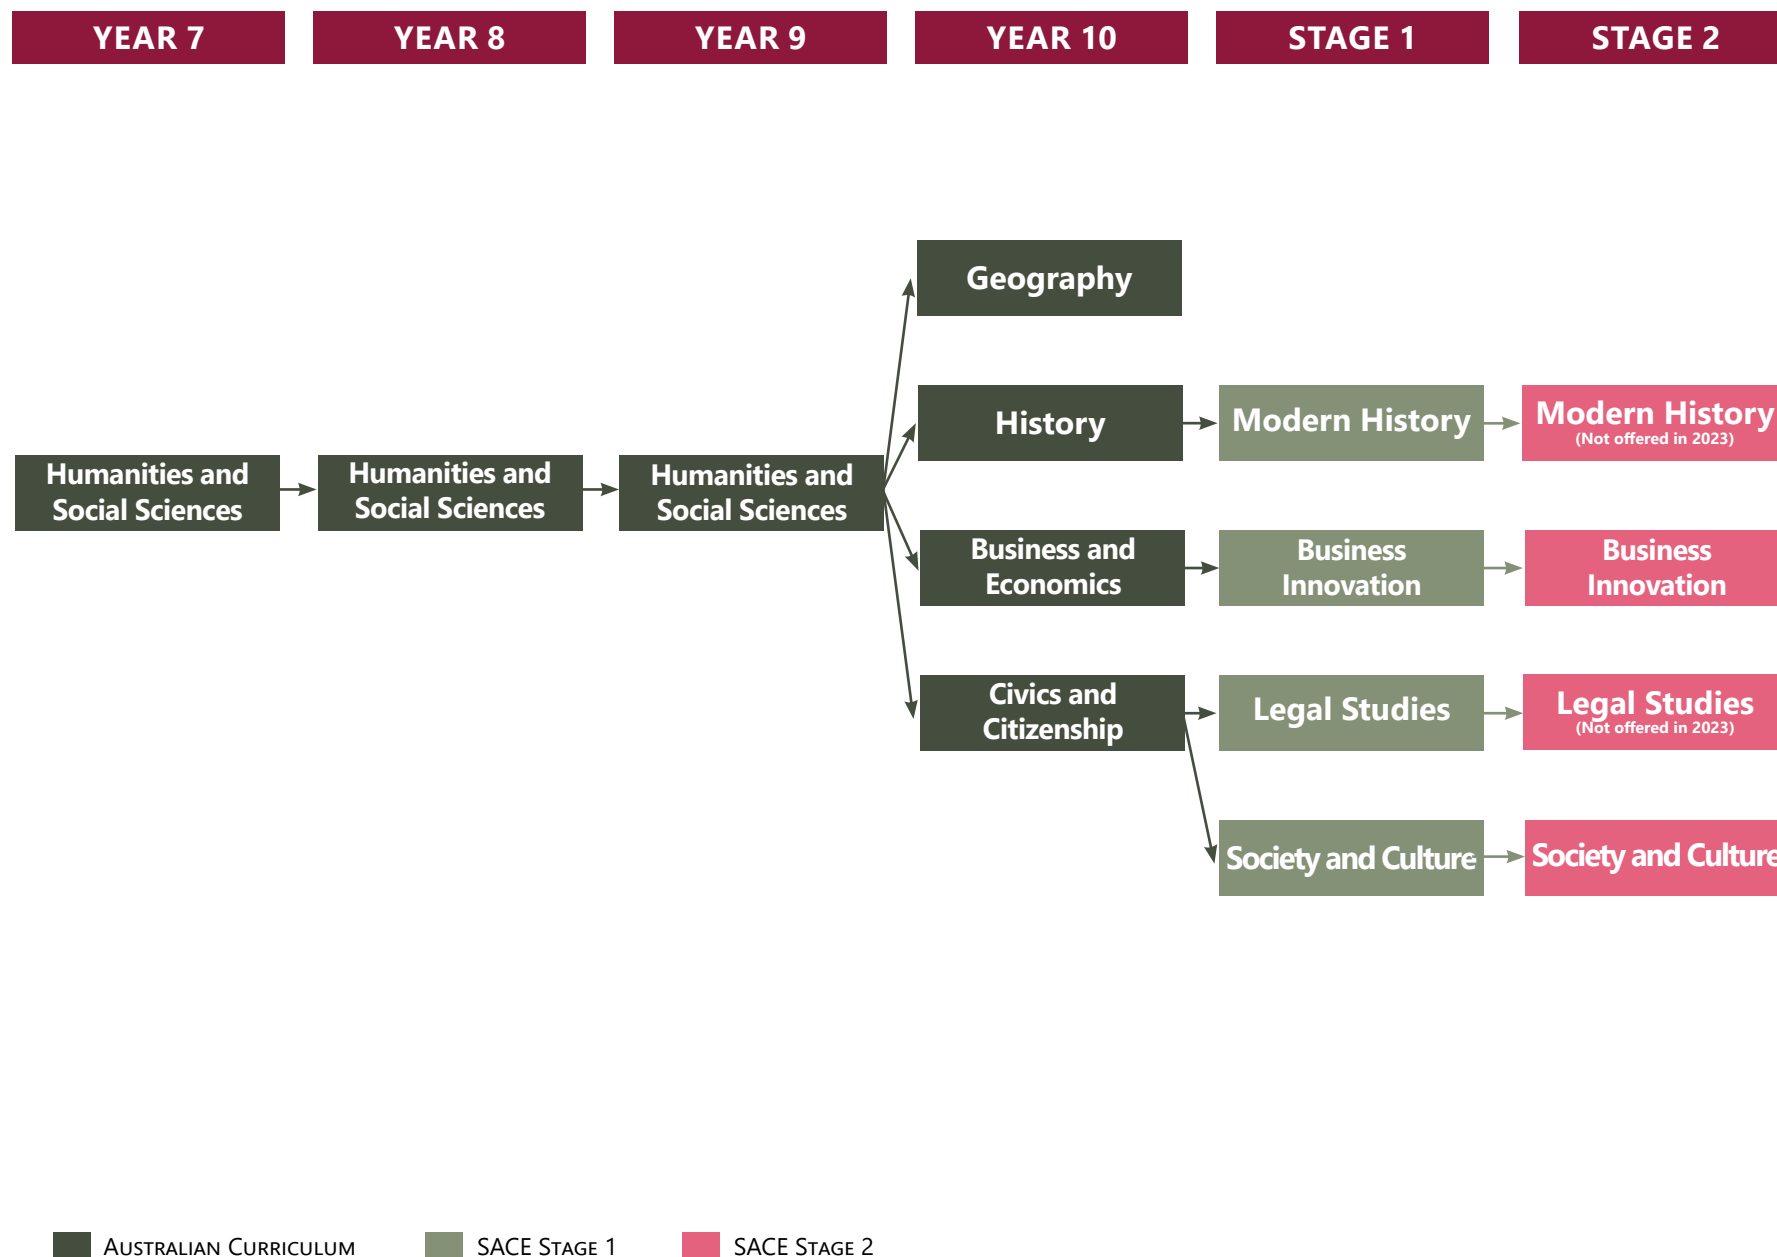 YEAR 7
YEAR 8
YEAR 9
YEAR 10
STAGE 1
STAGE 2
Geography
History
Modern History
Modern History
(Not offered in 2023)
Humanities and
Social Sciences
Humanities and
Social Sciences
Humanities and
Social Sciences
Business and
Economics
Business
Innovation
Business
Innovation
Civics and
Citizenship
Legal Studies
Legal Studies
(Not offered in 2023)
Society and Culture
Society and Culture
Australian Curriculum
SACE Stage 1
SACE Stage 2